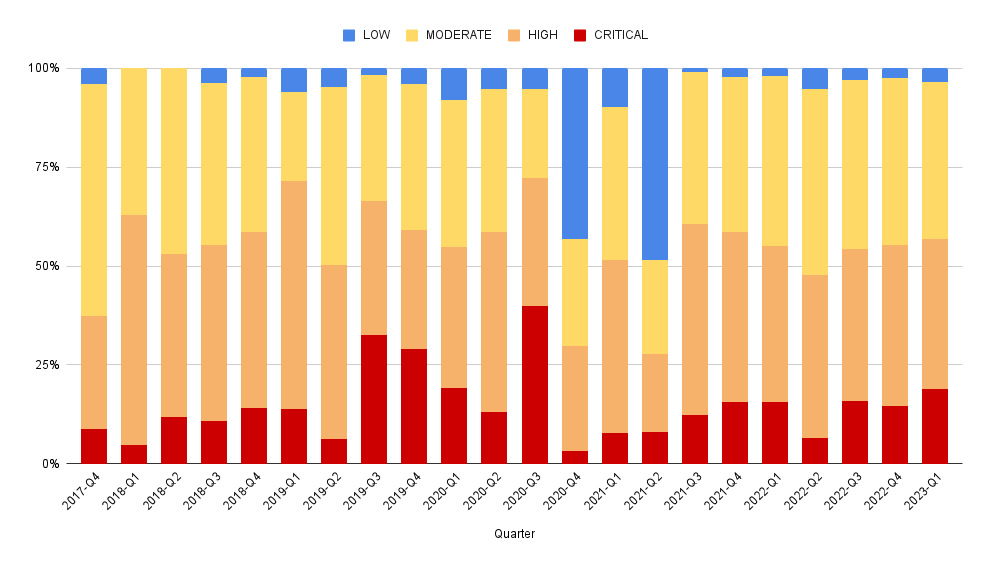 LOW MODERATE HIGH CRITICAL
100%
75%
50%
25%
0%
2017-Q4 2018-Q1 2018-Q2 2018-Q3 2018-Q4 2019-Q1 2019-Q2 2019-Q3 2019-Q4 2020-Q1 2020-Q2 2020-Q3 2020-Q4 2021-Q1 2021-Q2 2021-Q3 2021-Q4 2022-Q1 2022-Q2 2022-Q3 2022-Q4 2023-Q1
Quarter